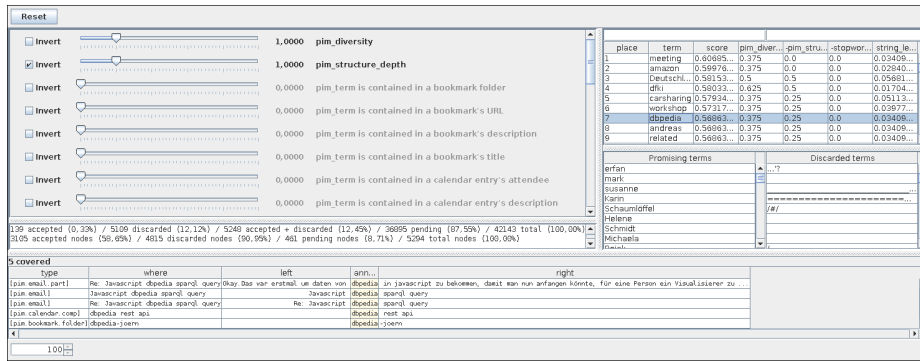 Reset
Invert 1,0000 pim_diversity
Invert 1,0000 pim_structure_depth
Invert 0,0000 pim_term is contained in a bookmark folder
Invert 0,0000 pim_term is contained in a bookmark's URL
Invert 0,0000 pim_term is contained in a bookmark's description
Invert 0,0000 pim_term is contained in a bookmark's title
Invert 0,0000 pim_term is contained in a calendar entry's attendee
Invert 0,0000 pim_term is contained in a calendar entry's description
139 accepted (0,33%) / 5109 discarded (12,12%) / 5248 accepted + discarded (12,45%) / 36895 pending (87,55%) / 42143 total (100,00%)
3105 accepted nodes (58,65%) / 4815 discarded nodes (90,95%) / 461 pending nodes (8,71%) / 5294 total nodes (100,00%)
place term score pim_diver... -pim_stru... -stopwor... string_le...
1 meeting 0.60685... 0.375 0.0 0.0 0.03409...
2 amazon 0.59976... 0.375 0.0 0.0 0.02840...
3 Deutschl... 0.58153... 0.5 0.5 0.0 0.05681...
4 dfki 0.58033... 0.625 0.5 0.0 0.01704...
5 carsharing 0.57934... 0.375 0.25 0.0 0.05113...
6 workshop 0.57317... 0.375 0.25 0.0 0.03977...
7 dbpedia 0.56863... 0.375 0.25 0.0 0.03409...
8 andreas 0.56863... 0.375 0.25 0.0 0.03409...
9 related 0.56863... 0.375 0.25 0.0 0.03409...
Promising terms Discarded terms
erfan ...'?
mark
susanne
Karin =======================...
Schaumlöffel /#/
Helene
Schmidt
Michaela
5 covered
type where left ann... right
[pim.email.part] Re: Javascript dbpedia sparql query Okay.Das war erstmal um daten von dbpedia in javascript zu bekommen, damit man nun anfangen könnte, für eine Person ein Visualisierer zu ...
[pim.email] Javascript dbpedia sparql query Javascript dbpedia sparql query
[pim.email] Re: Javascript dbpedia sparql query Re: Javascript dbpedia sparql query
[pim.calendar.comp] dbpedia rest api dbpedia rest api
[pim.bookmark.folder] dbpedia-joern dbpedia -joern
100